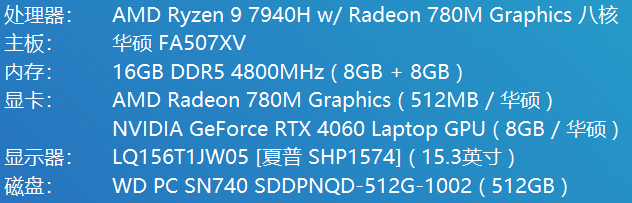 处理器： AMD Ryzen 9 7940H w/ Radeon 780M Graphics 八核
主板： 华硕 FA507XV
内存： 16GB DDR5 4800MHz ( 8GB + 8GB )
显卡： AMD Radeon 780M Graphics ( 512MB / 华硕 )
NVIDIA GeForce RTX 4060 Laptop GPU ( 8GB / 华硕 )
显示器： LQ156T1JW05 [夏普 SHP1574] ( 15.3英寸 )
磁盘： WD PC SN740 SDDPNQD-512G-1002 ( 512GB )